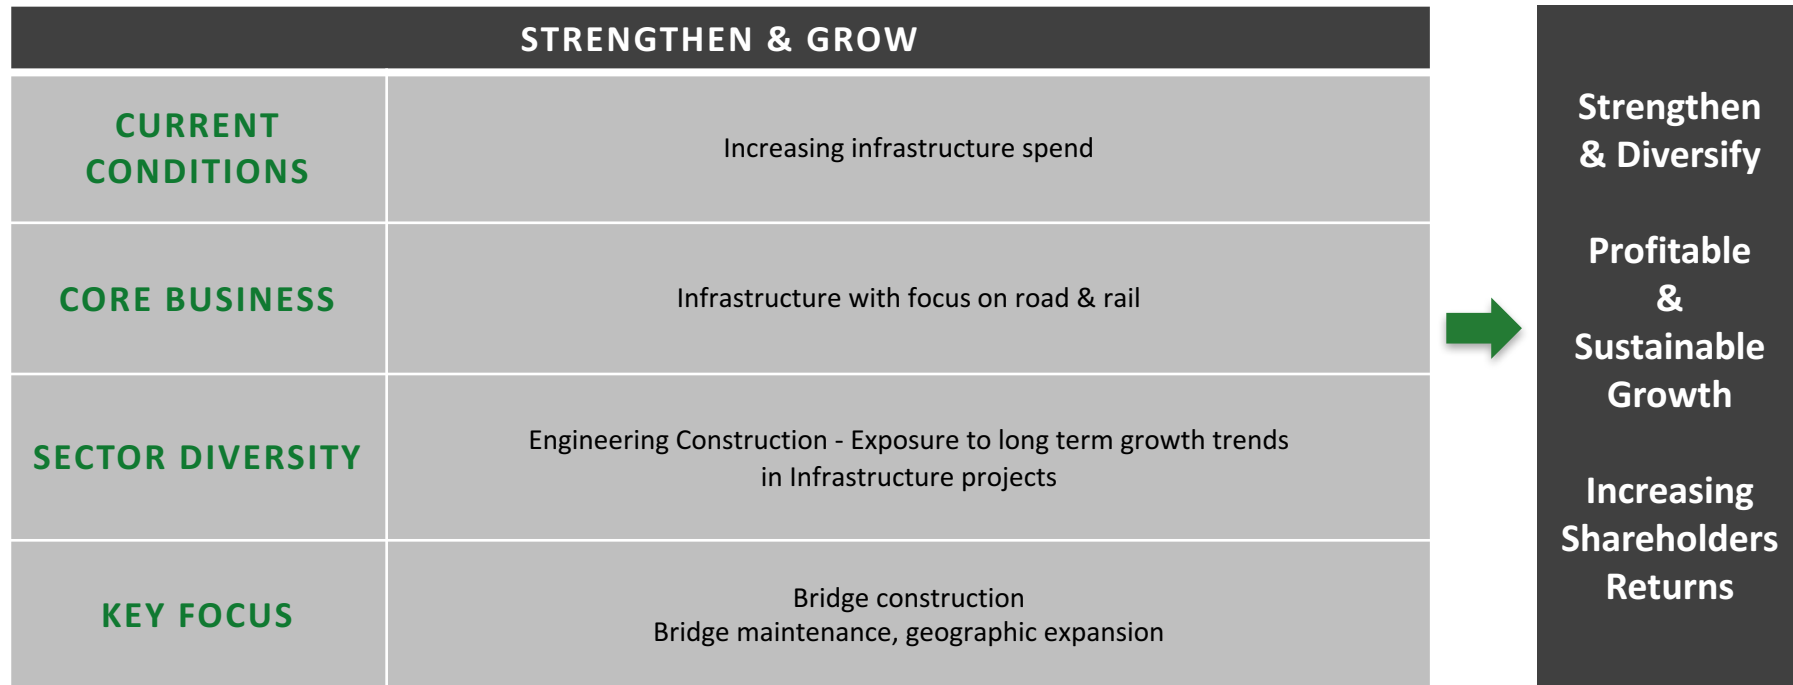 STRENGTHEN & GROW
CURRENT
CONDITIONS
Increasing infrastructure spend
CORE BUSINESS
Infrastructure with focus on road & rail
SECTOR DIVERSITY
Engineering Construction - Exposure to long term growth trends
in Infrastructure projects
KEY FOCUS
Bridge construction
Bridge maintenance, geographic expansion
Strengthen
& Diversify
Profitable
&
Sustainable
Growth
Increasing
Shareholders
Returns